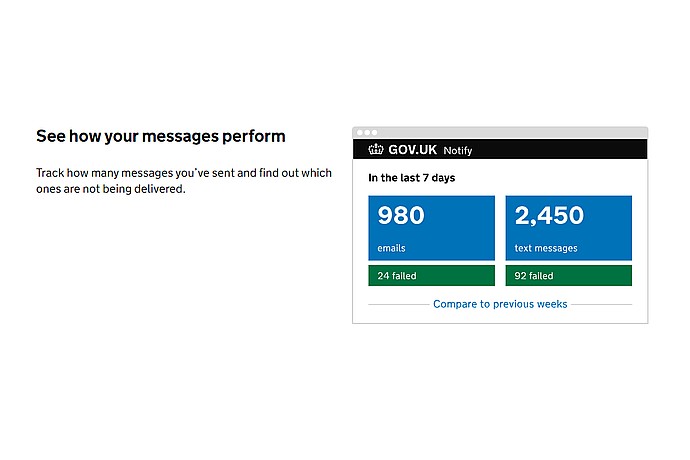 See how your messages perform
Track how many messages you've sent and find out which
ones are not being delivered.
GOV.UK Notify
In the last 7 days
980
emails
24 failed
2,450
text messages
92 failed
Compare to previous weeks